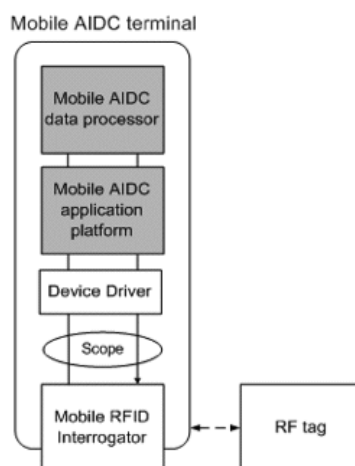 Mobile AIDC terminal
Mobile AIDC
data processor
Mobile AIDC
application
platform
Device Driver
Scope
Mobile RFID
Interrogator
RF tag